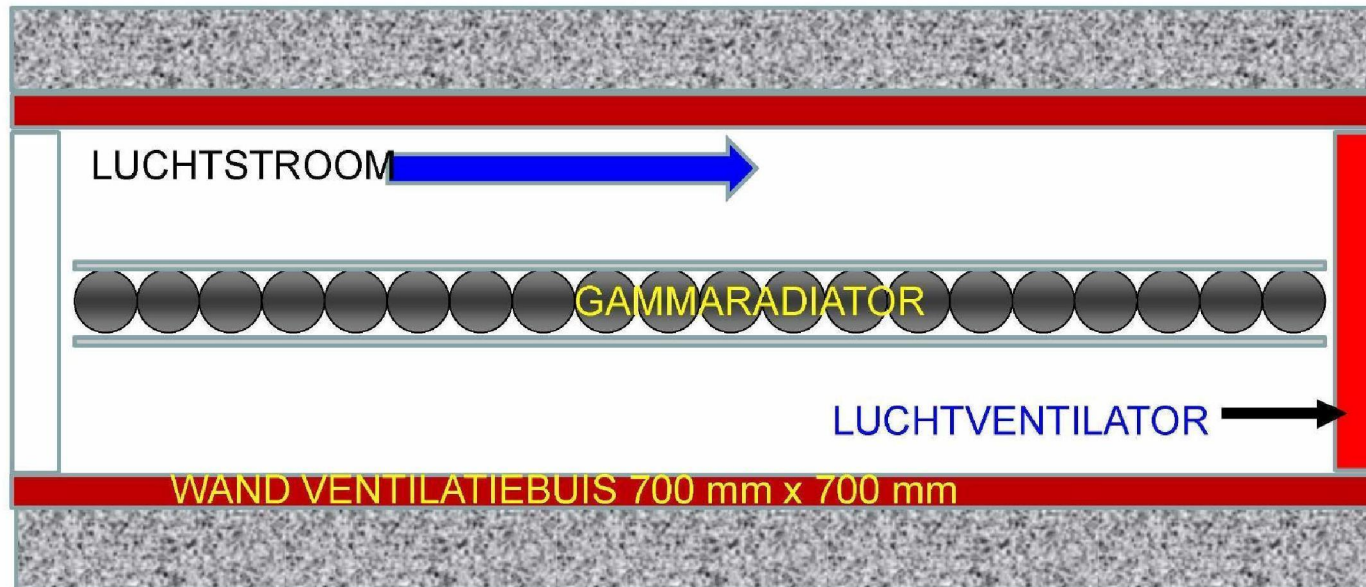 LUCHTSTROOM
GAMMARADIATOR
LUCHTVENTILATOR
WAND VENTILATIEBUIS 700 mm x 700 mm